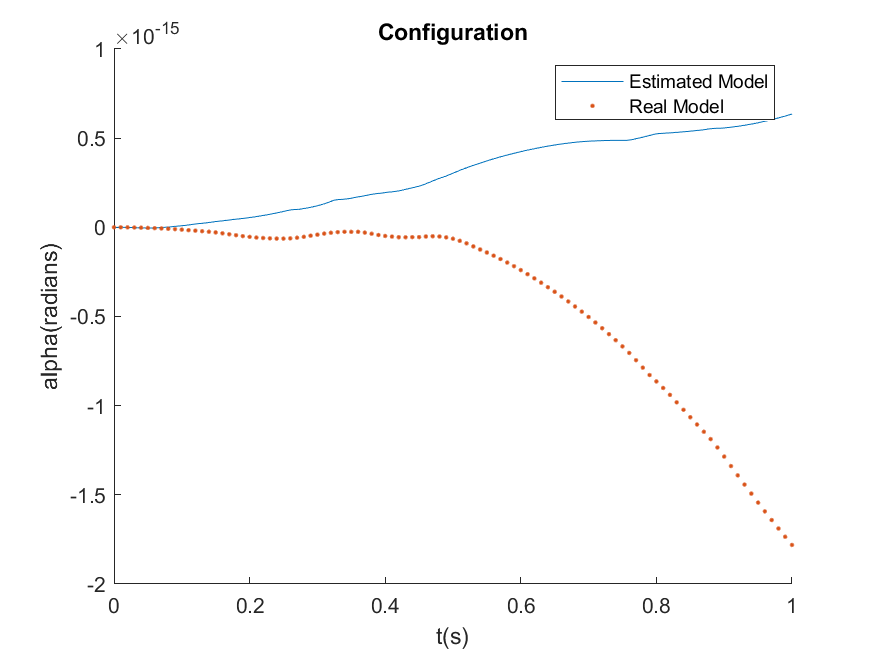 Configuration
×10-15
1
0.5
0
-0.5
-1
-1.5
-2
alpha(radians)
Estimated Model
Real Model
0 0.2 0.4 0.6 0.8 1
t(s)